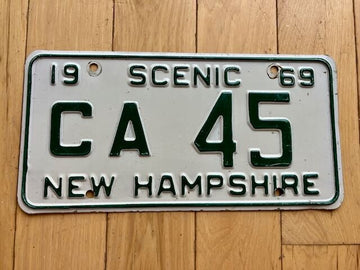 19 SCENIC 69
CA 45
NEW HAMPSHIRE